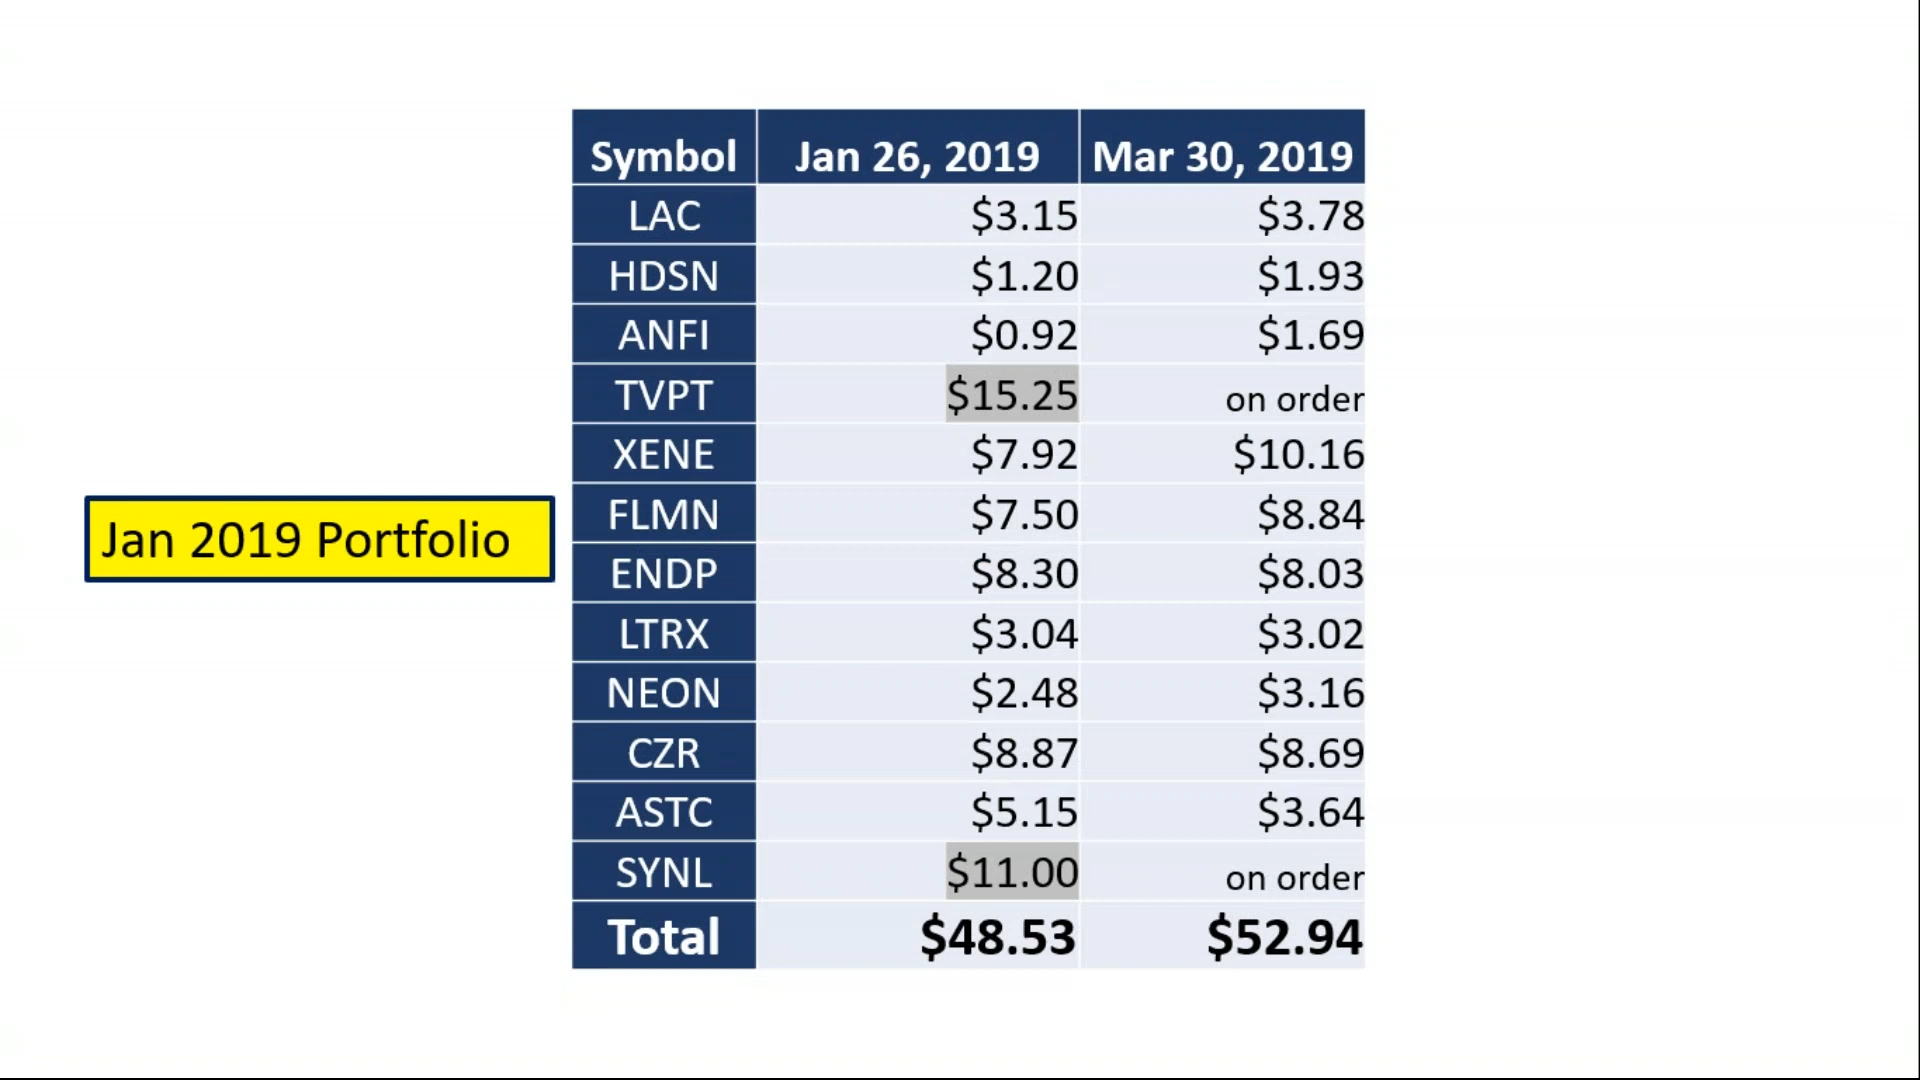 Symbol Jan 26, 2019 Mar 30, 2019
LAC $3.15 $3.78
HDSN $1.20 $1.93
ANFI $0.92 $1.69
TVPT $15.25 on order
XENE $7.92 $10.16
FLMN $7.50 $8.84
Jan 2019 Portfolio
ENDP $8.30 $8.03
LTRX $3.04 $3.02
NEON $2.48 $3.16
CZR $8.87 $8.69
ASTC $5.15 $3.64
SYNL $11.00 on order
Total $48.53 $52.94